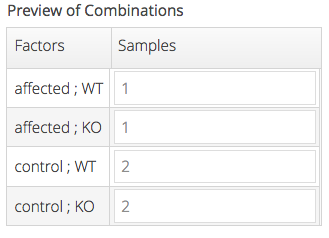 Preview of Combinations
Factors Samples
affected ; WT 1
affected ; KO 1
control ; WT 2
control ; KO 2